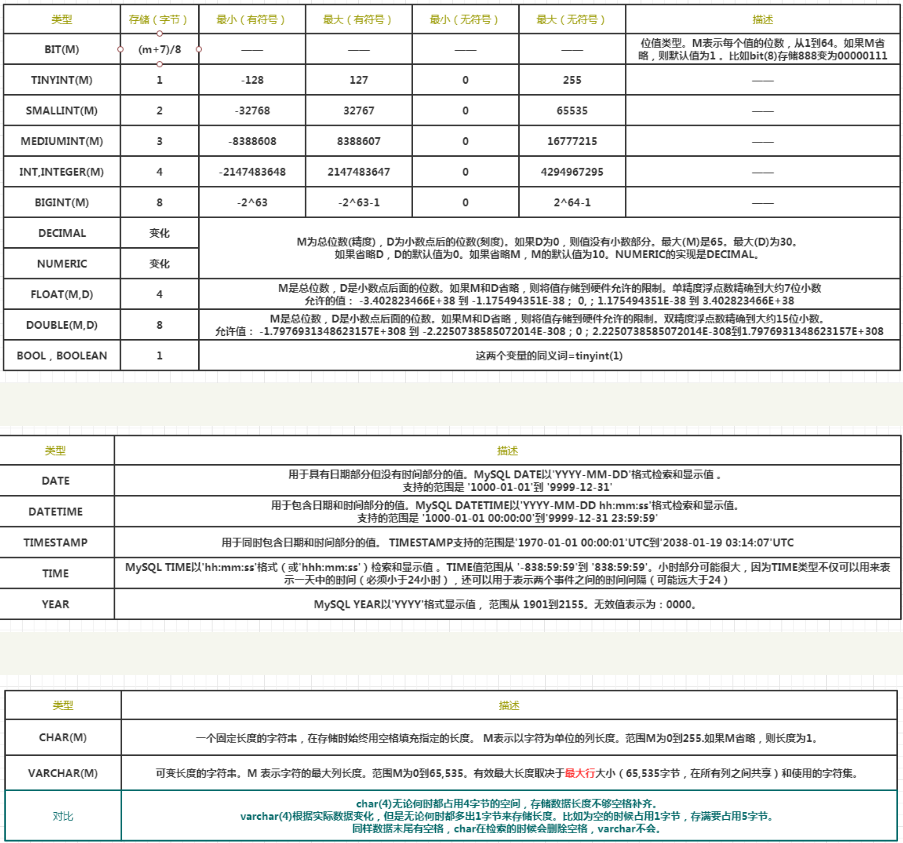 类型 存储（字节） 最小（有符号） 最大（有符号） 最小（无符号） 最大（无符号） 描述
BIT(M) (m+7)/8 —— —— —— —— 位值类型。M表示每个值的位数，从1到64。如果M省
略，则默认值为1 。比如bit(8)存储888变为00000111
TINYINT(M) 1 -128 127 0 255 ——
SMALLINT(M) 2 -32768 32767 0 65535 ——
MEDIUMINT(M) 3 -8388608 8388607 0 16777215 ——
INT,INTEGER(M) 4 -2147483648 2147483647 0 4294967295 ——
BIGINT(M) 8 -2^63 -2^63-1 0 2^64-1 ——
DECIMAL 变化
NUMERIC 变化
M为总位数(精度)，D为小数点后的位数(刻度)。如果D为0，则值没有小数部分。最大(M)是65。最大(D)为30。
如果省略D，D的默认值为0。如果省略M，M的默认值为10。NUMERIC的实现是DECIMAL。
FLOAT(M,D) 4 M是总位数，D是小数点后面的位数。如果M和D省略，则将值存储到硬件允许的限制。单精度浮点数精确到大约7位小数
允许的值： -3.402823466E+38 到 -1.175494351E-38； 0,；1.175494351E-38 到 3.402823466E+38
DOUBLE(M,D) 8 M是总位数，D是小数点后面的位数。如果M和D省略，则将值存储到硬件允许的限制。双精度浮点数精确到大约15位小数。
允许值： -1.7976931348623157E+308 到 -2.2250738585072014E-308；0；2.2250738585072014E-308到1.7976931348623157E+308
BOOL，BOOLEAN 1 这两个变量的同义词=tinyint(1)
类型 描述
DATE 用于具有日期部分但没有时间部分的值。MySQL DATE以'YYYY-MM-DD'格式检索和显示值 。
支持的范围是 '1000-01-01'到 '9999-12-31'
DATETIME 用于包含日期和时间部分的值。MySQL DATETIME以'YYYY-MM-DD hh:mm:ss'格式检索和显示值。
支持的范围是 '1000-01-01 00:00:00'到'9999-12-31 23:59:59'
TIMESTAMP 用于同时包含日期和时间部分的值。 TIMESTAMP支持的范围是'1970-01-01 00:00:01'UTC到'2038-01-19 03:14:07'UTC
TIME MySQL TIME以'hh:mm:ss'格式（或'hhh:mm:ss'）检索和显示值 。TIME值范围从 '-838:59:59'到 '838:59:59'。小时部分可能很大，因为TIME类型不仅可以用来表
示一天中的时间（必须小于24小时），还可以用于表示两个事件之间的时间间隔（可能远大于24）
YEAR MySQL YEAR以'YYYY'格式显示值 ，范围从 1901到2155。无效值表示为：0000。
类型 描述
CHAR(M) 一个固定长度的字符串，在存储时始终用空格填充指定的长度。 M表示以字符为单位的列长度。范围M为0到255.如果M省略，则长度为1。
VARCHAR(M) 可变长度的字符串。M 表示字符的最大列长度。范围M为0到65,535。有效最大长度取决于最大行大小（65,535字节，在所有列之间共享）和使用的字符集。
对比 char(4)无论何时都占用4字节的空间，存储数据长度不够空格补齐。
varchar(4)根据实际数据变化，但是无论何时都多出1字节来存储长度。比如为空的时候占用1字节，存满要占用5字节。
同样数据末尾有空格，char在检索的时候会删除空格，varchar不会。